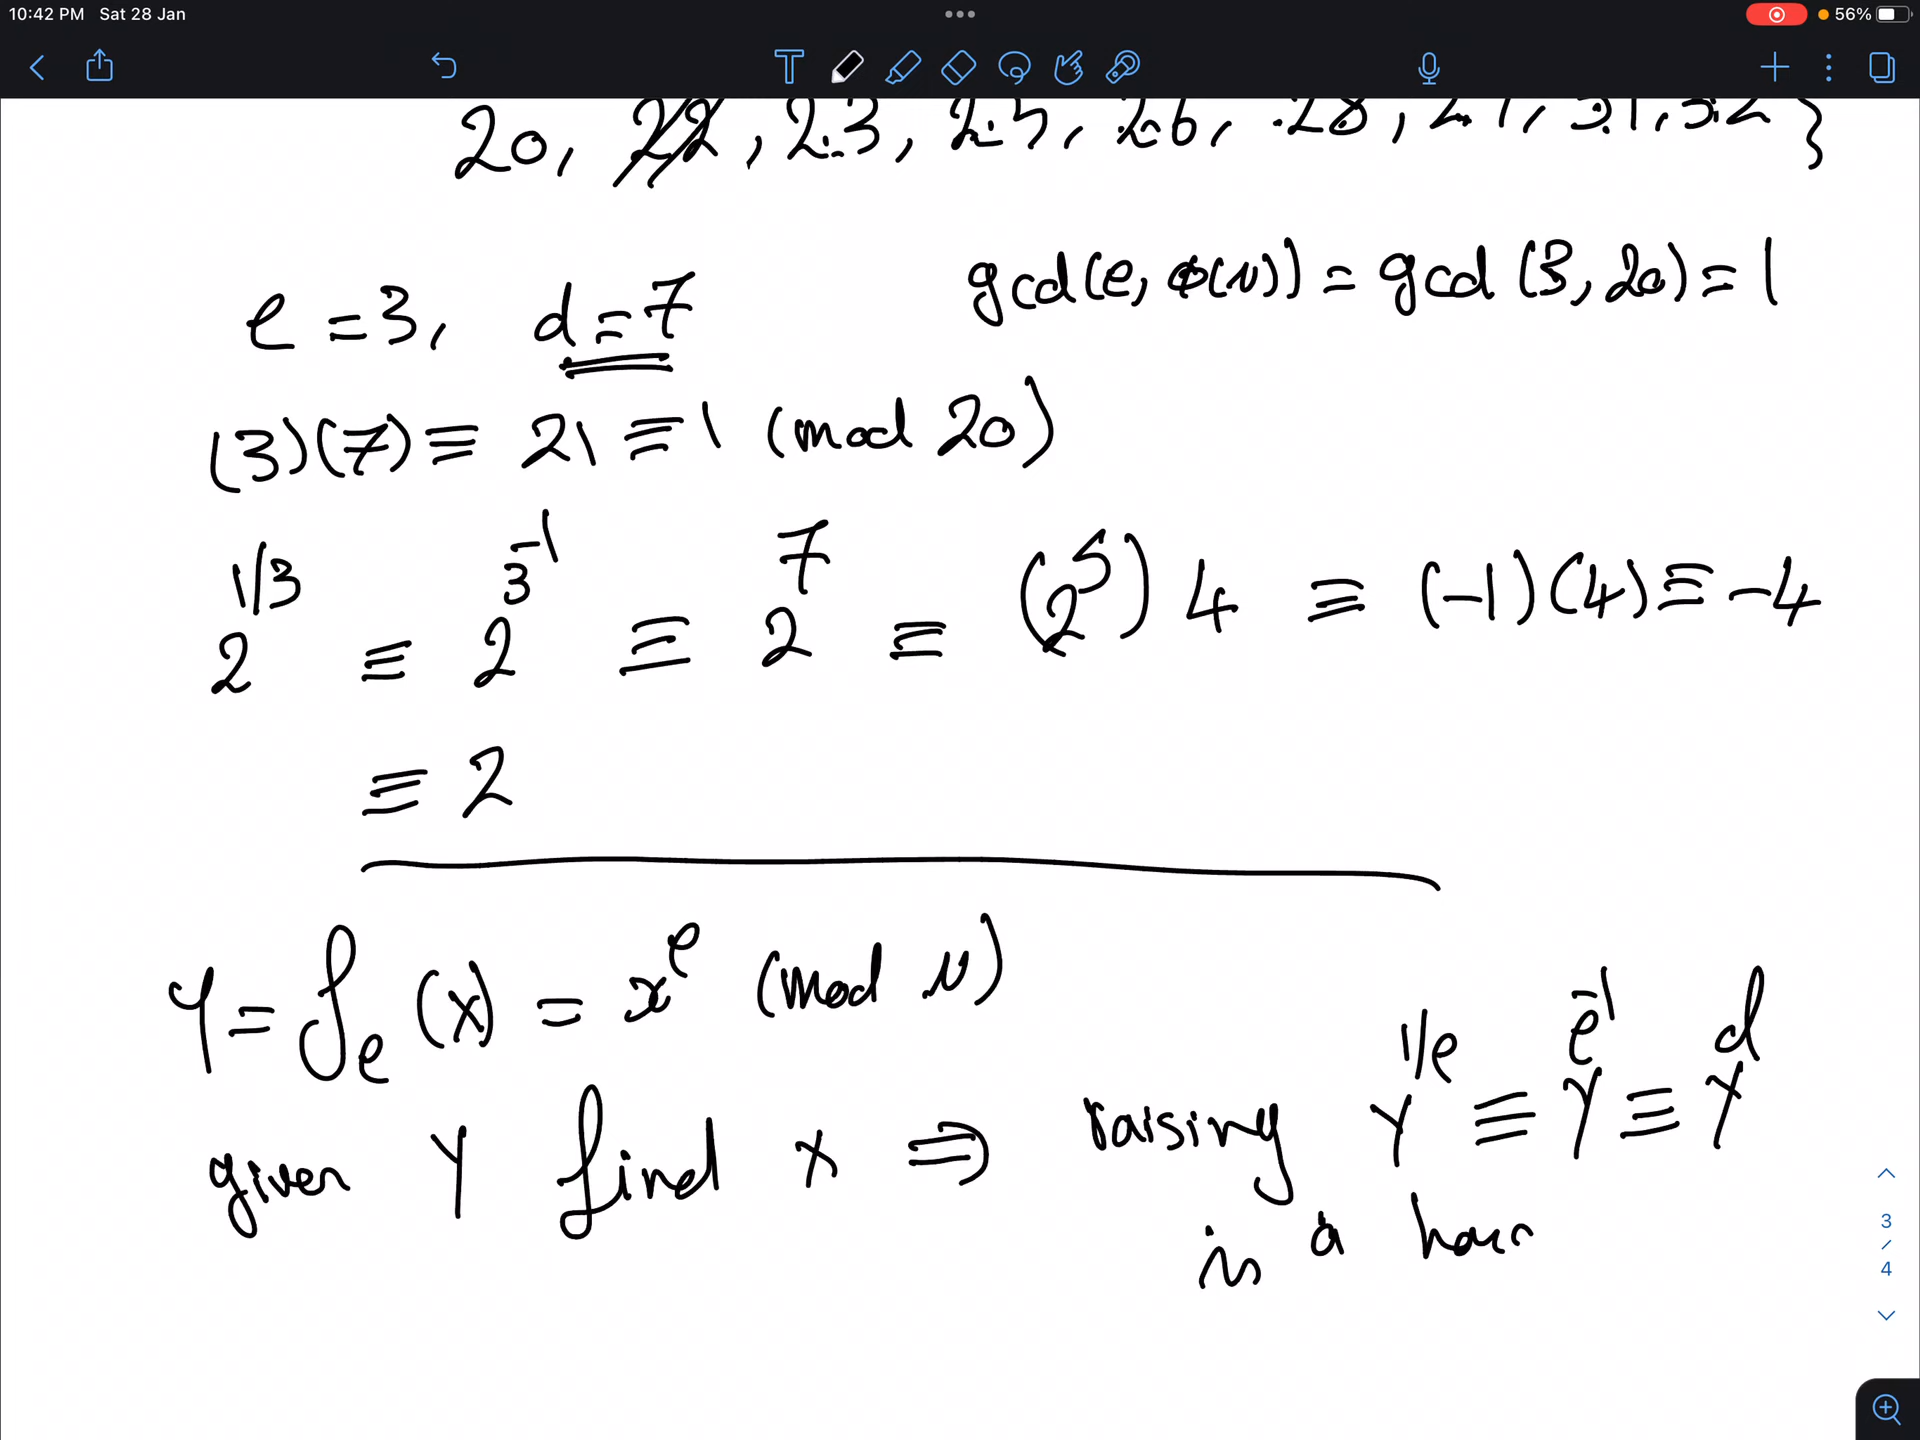 10:42 PM Sat 28 Jan
56%
20, 22, 23, 25, 26, 28, 29, 31, 32 }
gcd(e, φ(N)) = gcd (3, 20) = 1
e = 3, d = 7
(3)(7) ≡ 21 ≡ 1 (mod 20)
2^1/3 ≡ 2^3^-1 ≡ 2^7 ≡ (2^5) 4 ≡ (-1)(4) ≡ -4
≡ 2
Y = f_e (x) = x^e (mod N)
given Y find x ⇒ raising Y^1/e ≡ Y^e^-1 ≡ Y^d
is a
3
/
4